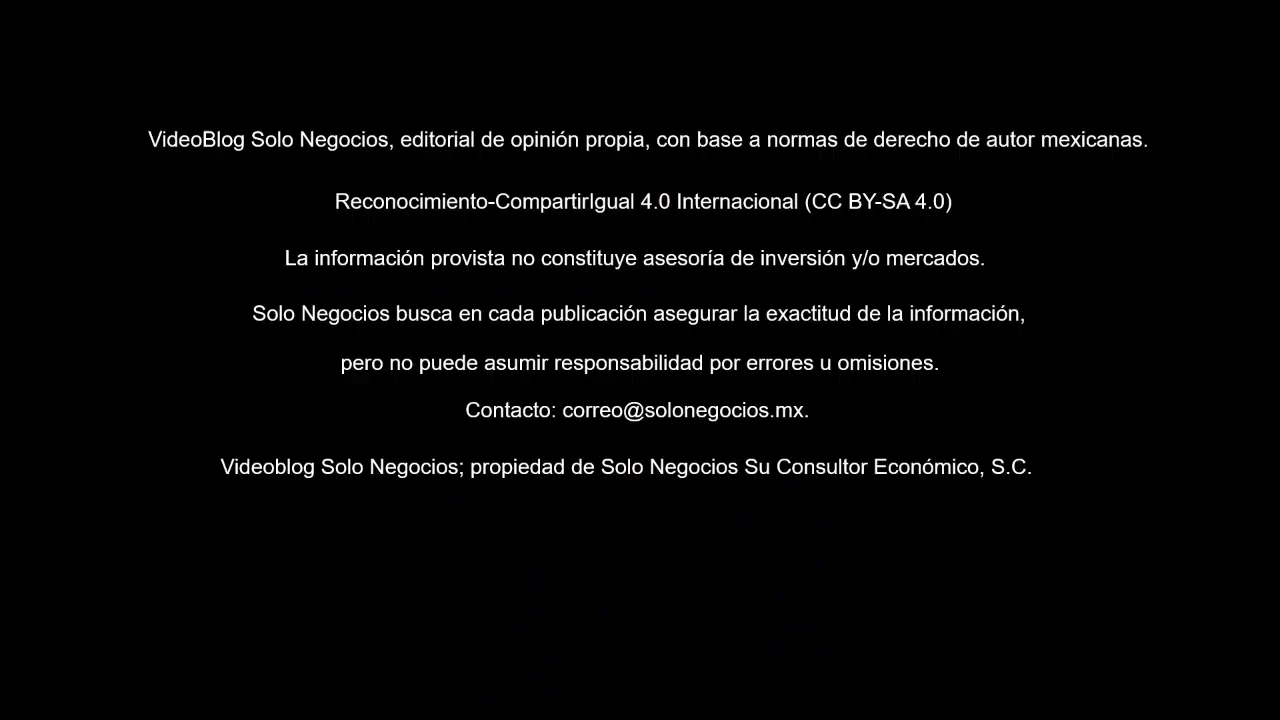 VideoBlog Solo Negocios, editorial de opinión propia, con base a normas de derecho de autor mexicanas.
Reconocimiento-CompartirIgual 4.0 Internacional (CC BY-SA 4.0)
La información provista no constituye asesoría de inversión y/o mercados.
Solo Negocios busca en cada publicación asegurar la exactitud de la información,
pero no puede asumir responsabilidad por errores u omisiones.
Contacto: correo@solonegocios.mx.
Videoblog Solo Negocios; propiedad de Solo Negocios Su Consultor Económico, S.C.